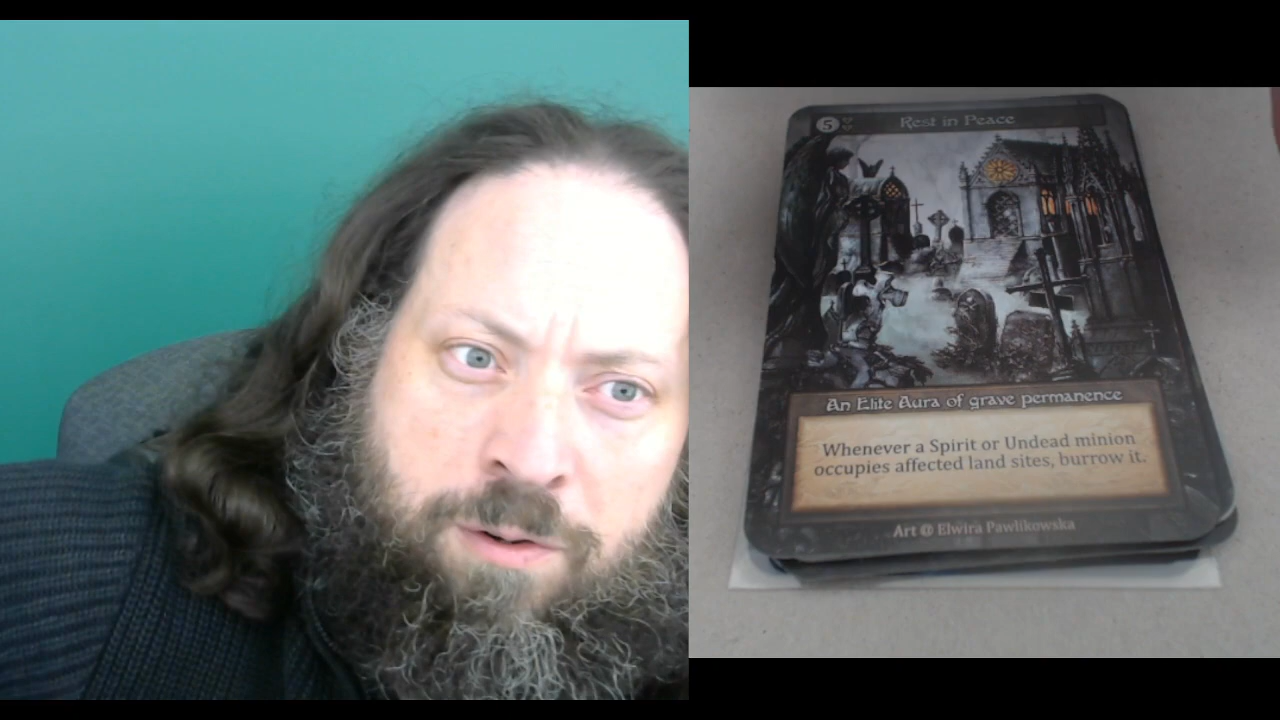 5
Rest in Peace
An Elite Aura of grave permanence
Whenever a Spirit or Undead minion
occupies affected land sites, burrow it.
Art @ Elwira Pawlikowska